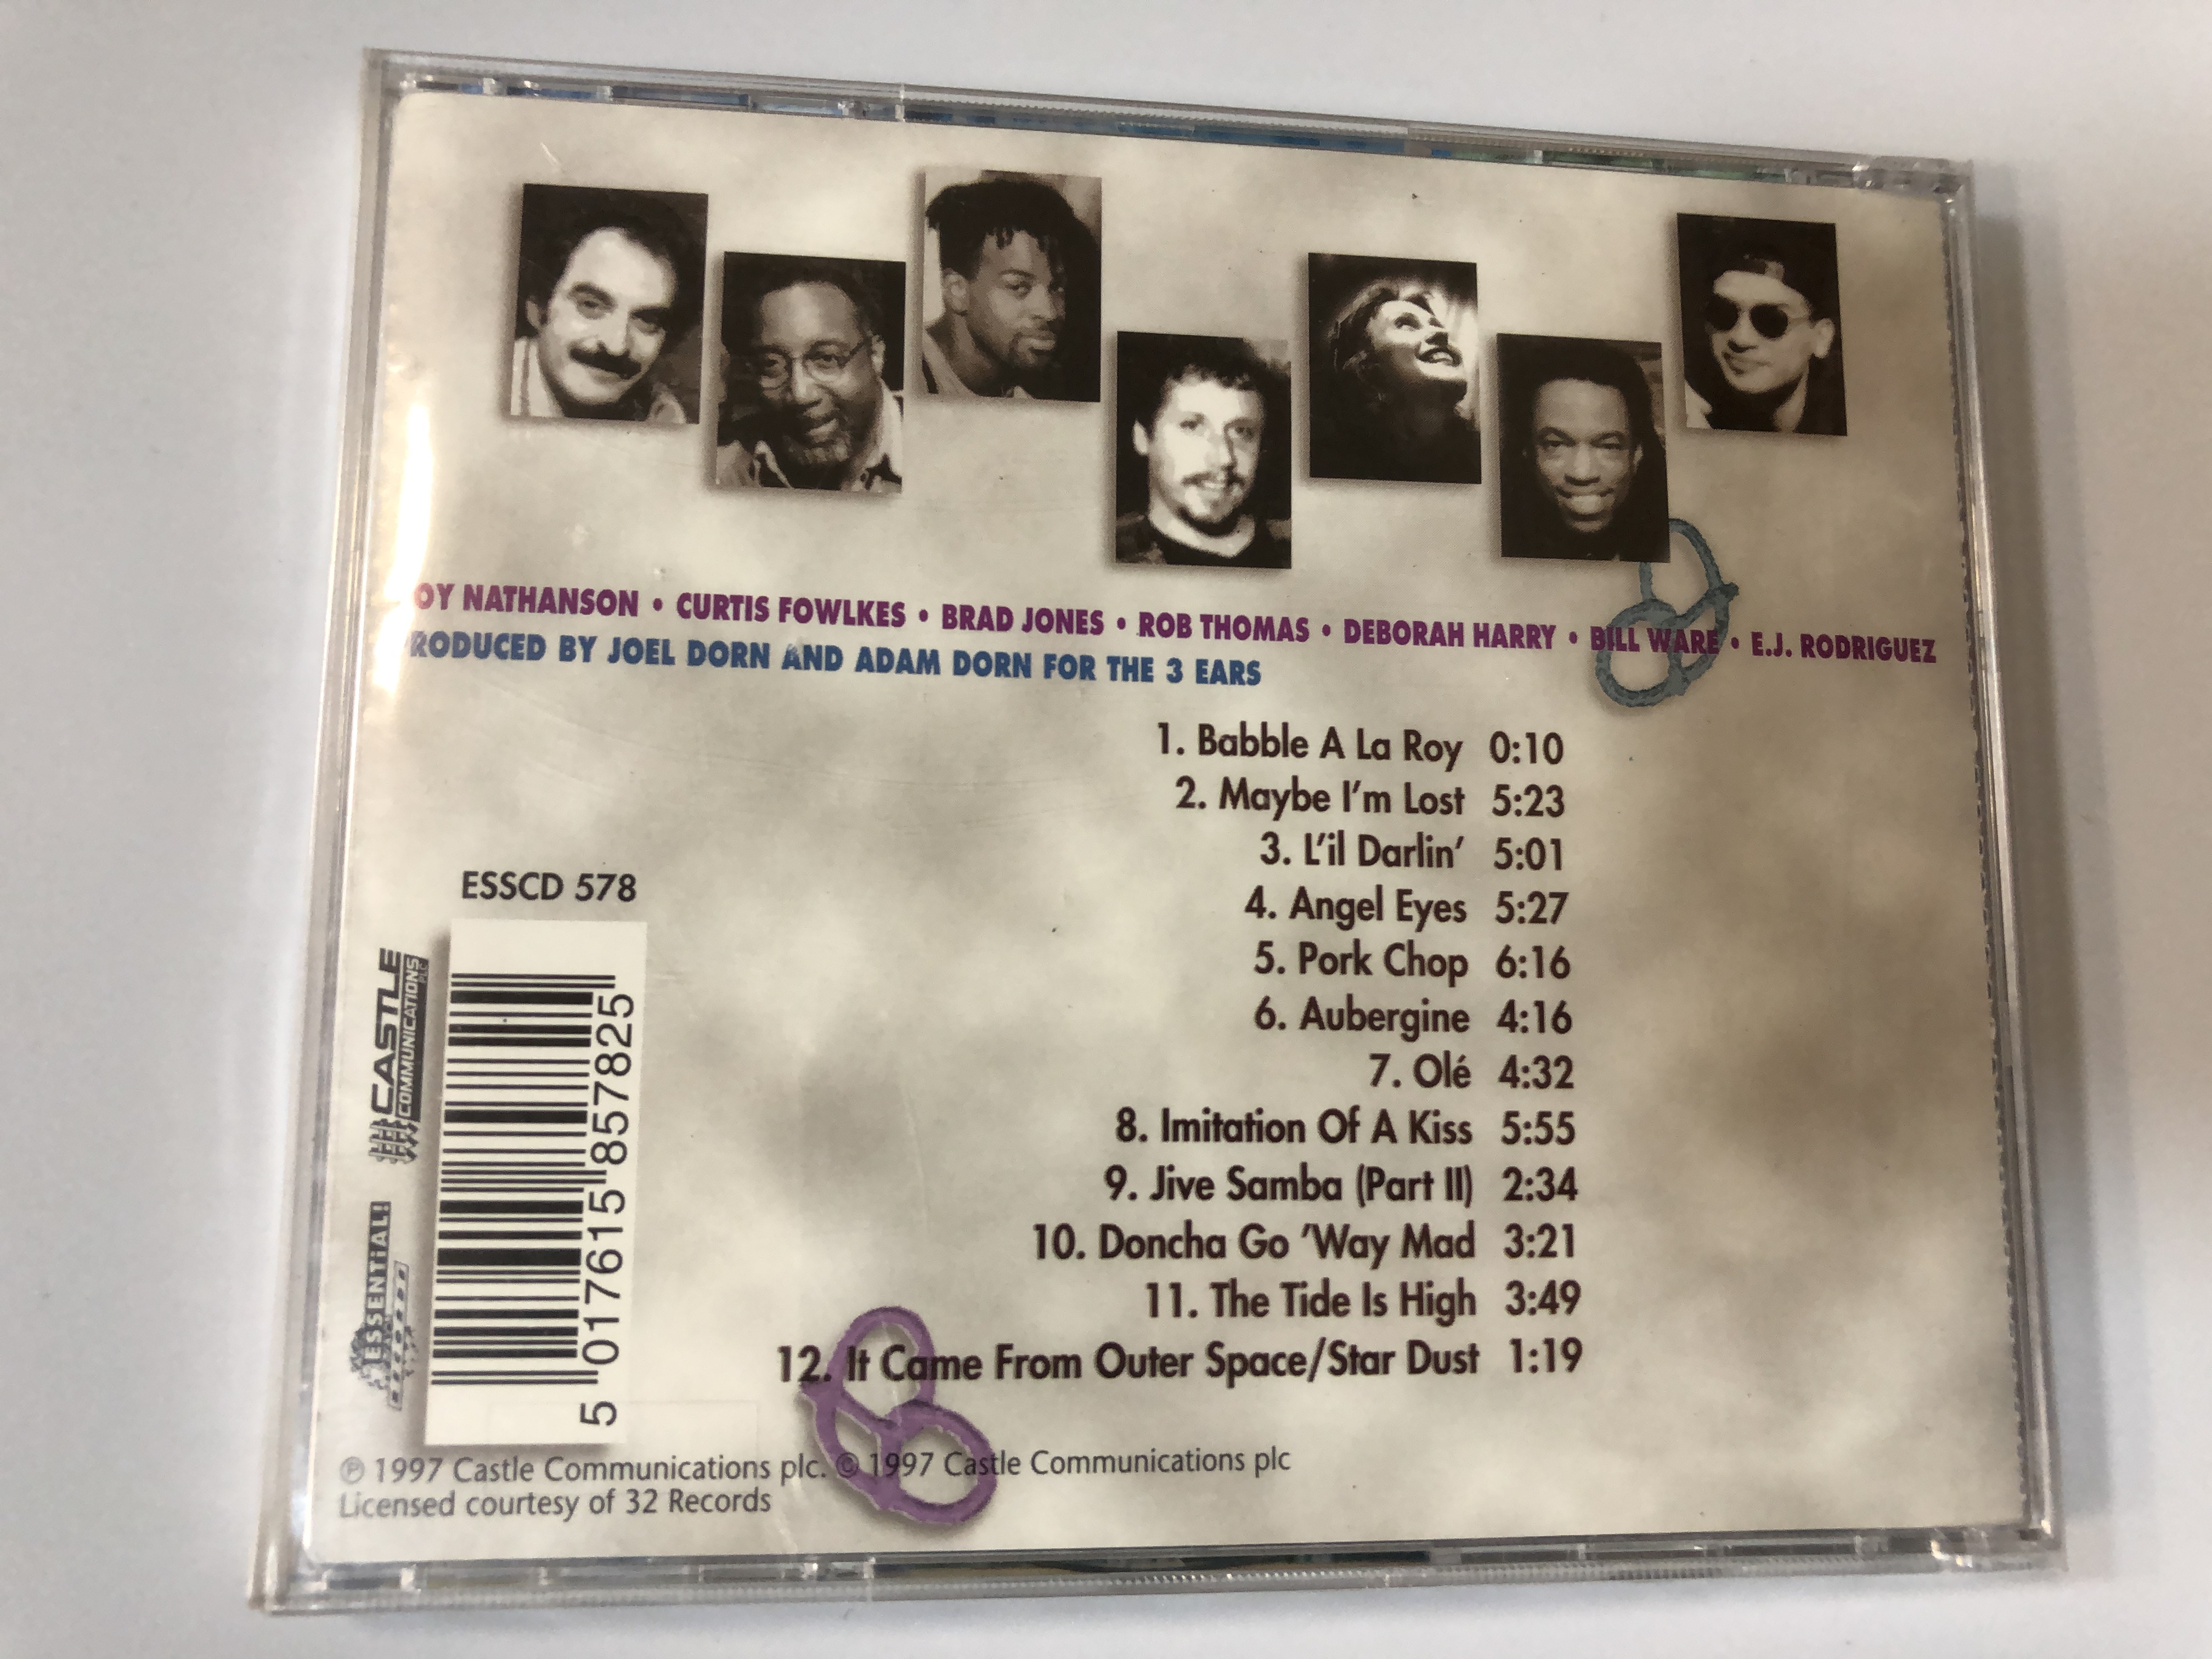 OY NATHANSON • CURTIS FOWLKES • BRAD JONES • ROB THOMAS • DEBORAH HARRY • BILL WARE • E.J. RODRIGUEZ
RODUCED BY JOEL DORN AND ADAM DORN FOR THE 3 EARS
1. Babble A La Roy 0:10
2. Maybe I'm Lost 5:23
3. L'il Darlin' 5:01
4. Angel Eyes 5:27
5. Pork Chop 6:16
6. Aubergine 4:16
7. Olé 4:32
8. Imitation Of A Kiss 5:55
9. Jive Samba (Part II) 2:34
10. Doncha Go 'Way Mad 3:21
11. The Tide Is High 3:49
12. It Came From Outer Space/Star Dust 1:19
ESSCD 578
CASTLE
COMMUNICATIONS
PLC
ESSENTIAL!
RECORDS
5 017615 857825
℗ 1997 Castle Communications plc. © 1997 Castle Communications plc
Licensed courtesy of 32 Records